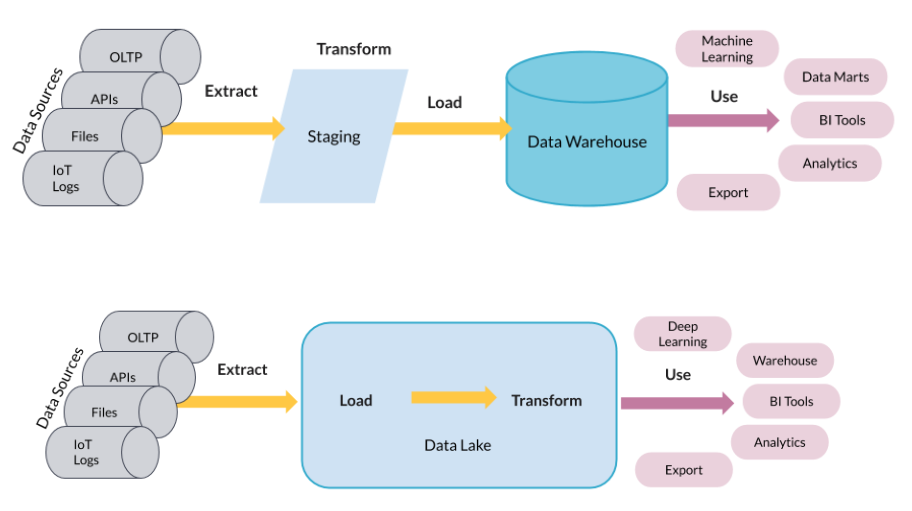 Data Sources
OLTP
APIs
Files
IoT
Logs
Extract
Transform
Staging
Load
Data Warehouse
Use
Machine
Learning
Data Marts
BI Tools
Analytics
Export
Data Sources
OLTP
APIs
Files
IoT
Logs
Extract
Load
Transform
Data Lake
Use
Deep
Learning
Warehouse
BI Tools
Analytics
Export